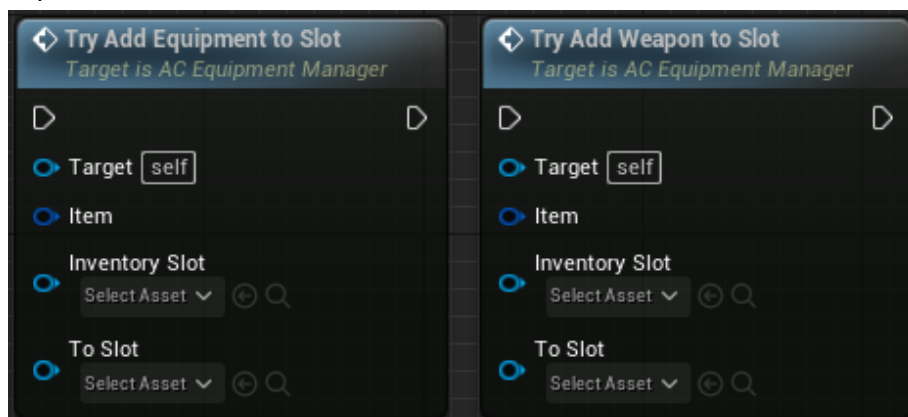 Try Add Equipment to Slot
Target is AC Equipment Manager
Target self
Item
Inventory Slot
Select Asset
To Slot
Select Asset
Try Add Weapon to Slot
Target is AC Equipment Manager
Target self
Item
Inventory Slot
Select Asset
To Slot
Select Asset